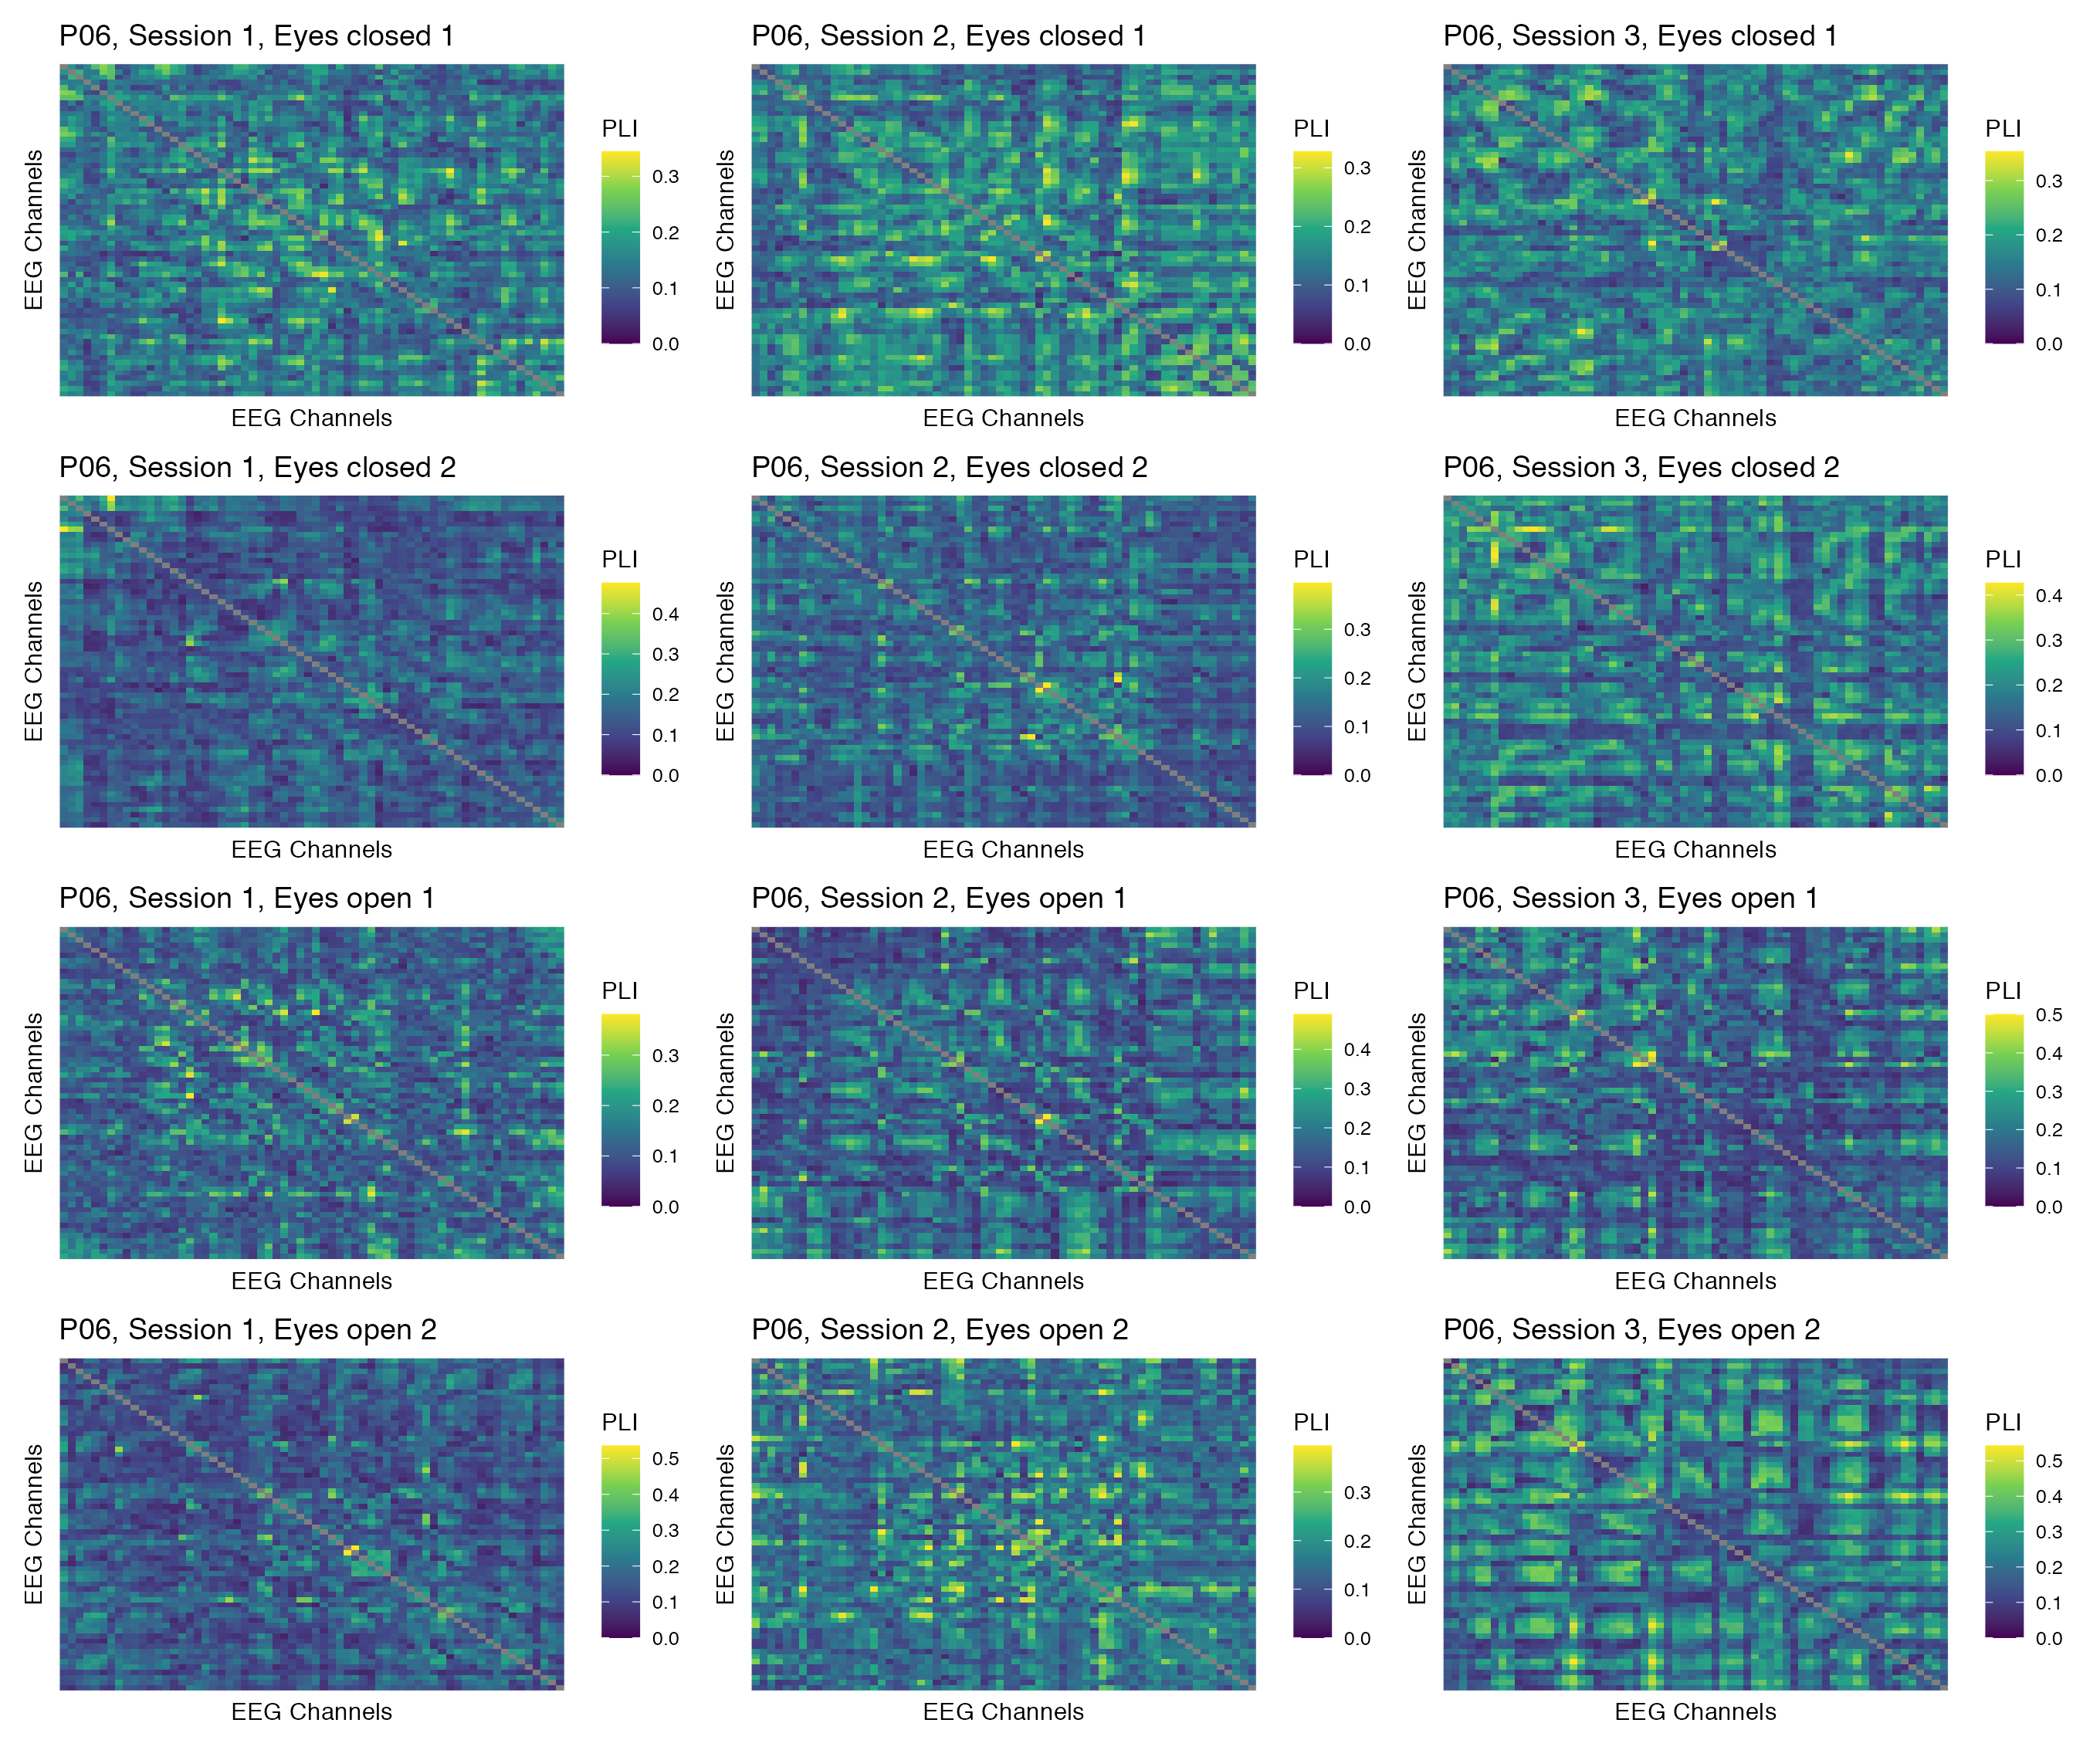 P06, Session 1, Eyes closed 1
EEG Channels
EEG Channels
PLI
0.3
0.2
0.1
0.0
P06, Session 2, Eyes closed 1
EEG Channels
EEG Channels
PLI
0.3
0.2
0.1
0.0
P06, Session 3, Eyes closed 1
EEG Channels
EEG Channels
PLI
0.3
0.2
0.1
0.0
P06, Session 1, Eyes closed 2
EEG Channels
EEG Channels
PLI
0.4
0.3
0.2
0.1
0.0
P06, Session 2, Eyes closed 2
EEG Channels
EEG Channels
PLI
0.3
0.2
0.1
0.0
P06, Session 3, Eyes closed 2
EEG Channels
EEG Channels
PLI
0.4
0.3
0.2
0.1
0.0
P06, Session 1, Eyes open 1
EEG Channels
EEG Channels
PLI
0.3
0.2
0.1
0.0
P06, Session 2, Eyes open 1
EEG Channels
EEG Channels
PLI
0.4
0.3
0.2
0.1
0.0
P06, Session 3, Eyes open 1
EEG Channels
EEG Channels
PLI
0.5
0.4
0.3
0.2
0.1
0.0
P06, Session 1, Eyes open 2
EEG Channels
EEG Channels
PLI
0.5
0.4
0.3
0.2
0.1
0.0
P06, Session 2, Eyes open 2
EEG Channels
EEG Channels
PLI
0.3
0.2
0.1
0.0
P06, Session 3, Eyes open 2
EEG Channels
EEG Channels
PLI
0.5
0.4
0.3
0.2
0.1
0.0